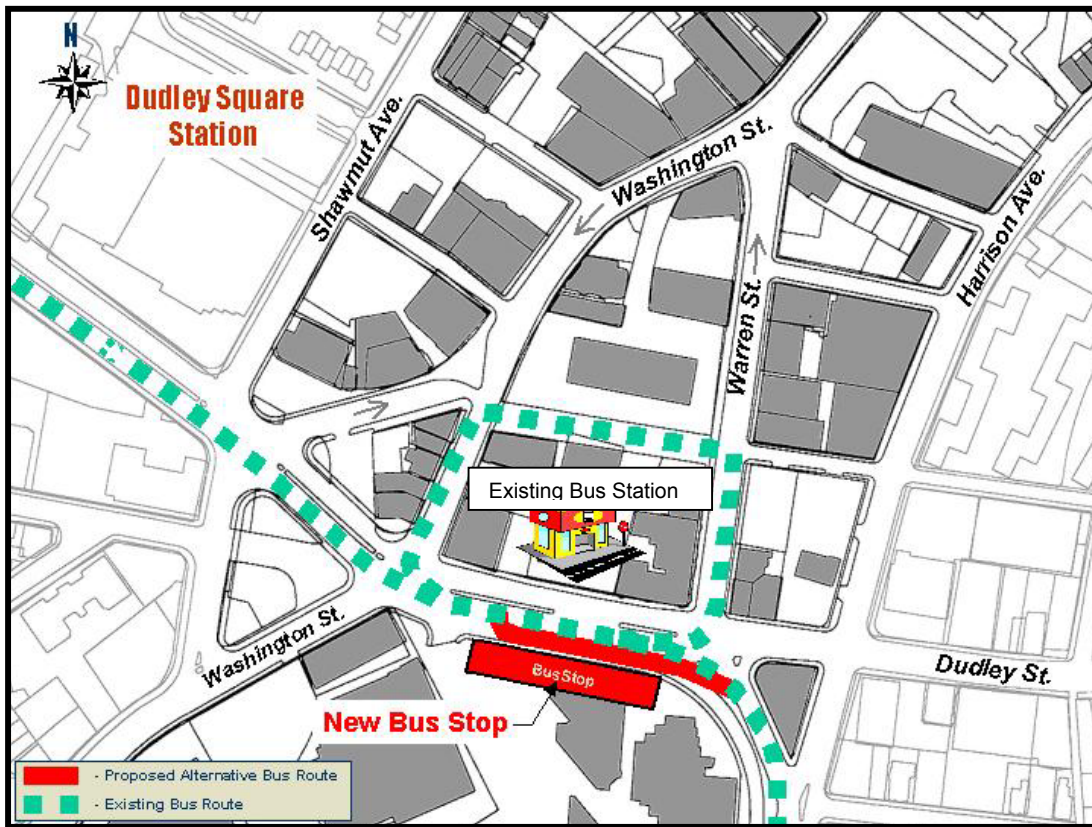 N
Dudley Square
Station
Shawmut Ave.
Washington St.
Harrison Ave.
Warren St.
Existing Bus Station
Washington St.
Dudley St.
Bus Stop
New Bus Stop
- Proposed Alternative Bus Route
- Existing Bus Route